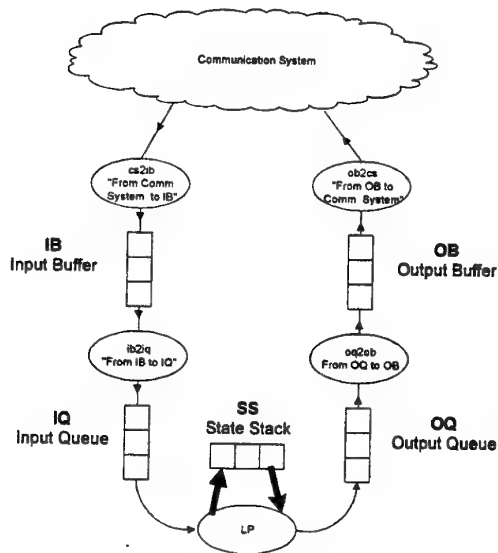 Communication System
cs2ib
"From Comm
System to IB"
ob2cs
"From OB to
Comm System"
IB
Input Buffer
OB
Output Buffer
ib2iq
"From IB to IQ"
oq2ob
From OQ to OB
IQ
Input Queue
SS
State Stack
OQ
Output Queue
LP